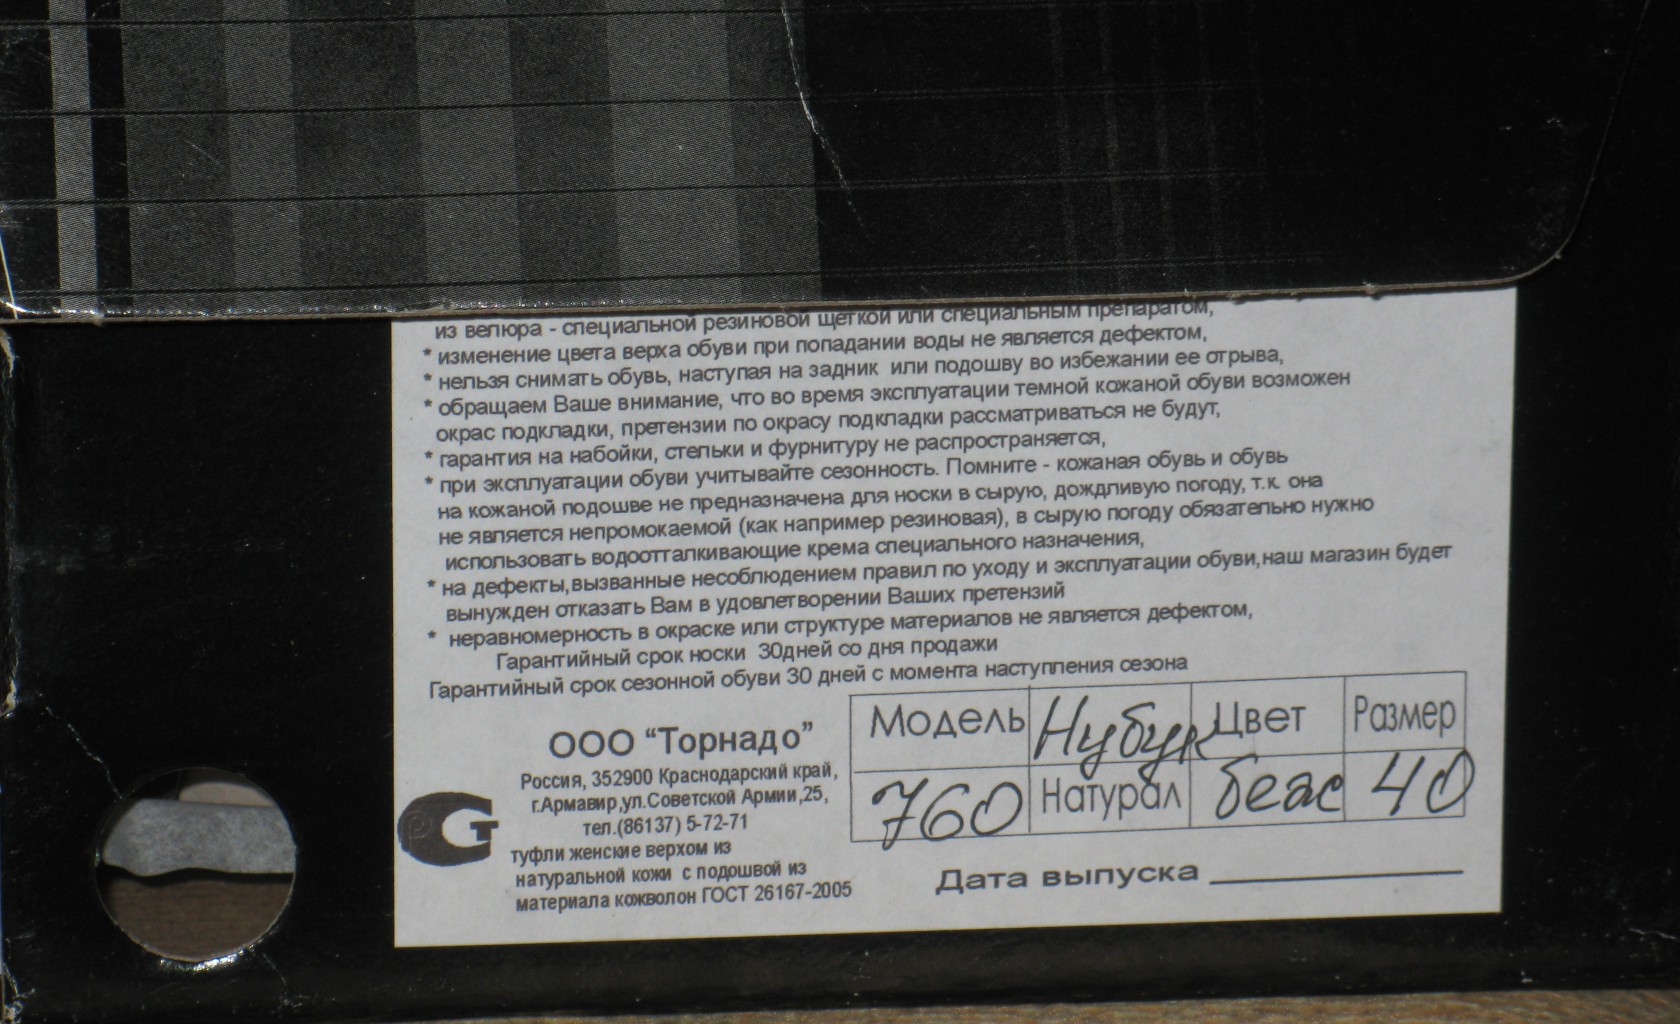 из велюра - специальной резиновой щеткой или специальным препаратом,
* изменение цвета верха обуви при попадании воды не является дефектом,
* нельзя снимать обувь, наступая на задник или подошву во избежании ее отрыва,
* обращаем Ваше внимание, что во время эксплуатации темной кожаной обуви возможен
окрас подкладки, претензии по окрасу подкладки рассматриваться не будут,
* гарантия на набойки, стельки и фурнитуру не распространяется,
* при эксплуатации обуви учитывайте сезонность. Помните - кожаная обувь и обувь
на кожаной подошве не предназначена для носки в сырую, дождливую погоду, т.к. она
не является непромокаемой (как например резиновая), в сырую погоду обязательно нужно
использовать водоотталкивающие крема специального назначения,
* на дефекты,вызванные несоблюдением правил по уходу и эксплуатации обуви,наш магазин будет
вынужден отказать Вам в удовлетворении Ваших претензий
* неравномерность в окраске или структуре материалов не является дефектом,
Гарантийный срок носки 30дней со дня продажи
Гарантийный срок сезонной обуви 30 дней с момента наступления сезона
ООО “Торнадо”
Россия, 352900 Краснодарский край,
г.Армавир,ул.Советской Армии,25,
тел.(86137) 5-72-71
туфли женские верхом из
натуральной кожи с подошвой из
материала кожволон ГОСТ 26167-2005
Модель Нубук Цвет Размер
760 Натурал беж 40
Дата выпуска